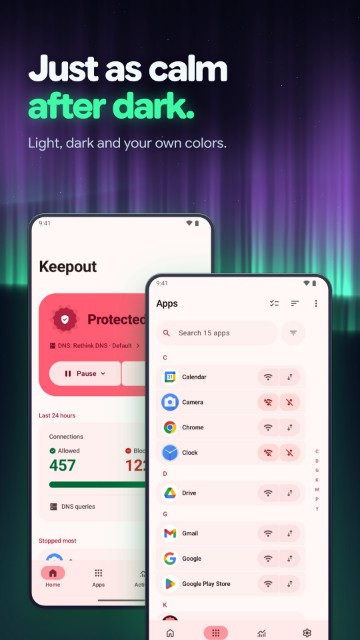 Just as calm
after dark.
Light, dark and your own colors.
9:41
Keepout
Protected
DNS: Rethink DNS · Default
Pause
Last 24 hours
Connections
Allowed
457
122
DNS queries
Stopped most
Home
Apps
9:41
Apps
Search 15 apps
C
Calendar
Camera
Chrome
Clock
D
Drive
G
Gmail
Google
Google Play Store
K
C
D
G
K
M
P
Y